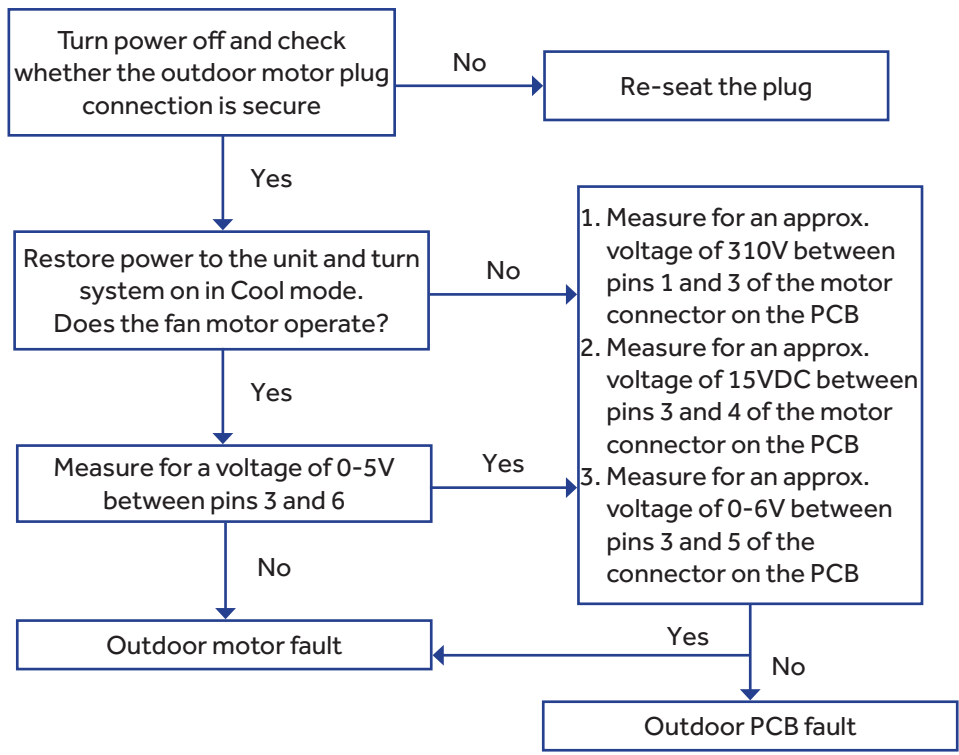 Turn power off and check
whether the outdoor motor plug
connection is secure
No
Re-seat the plug
Yes
Restore power to the unit and turn
system on in Cool mode.
Does the fan motor operate?
No
1. Measure for an approx.
voltage of 310V between
pins 1 and 3 of the motor
connector on the PCB
2. Measure for an approx.
voltage of 15VDC between
pins 3 and 4 of the motor
connector on the PCB
3. Measure for an approx.
voltage of 0-6V between
pins 3 and 5 of the
connector on the PCB
Yes
Measure for a voltage of 0-5V
between pins 3 and 6
Yes
No
Outdoor motor fault
Yes
No
Outdoor PCB fault